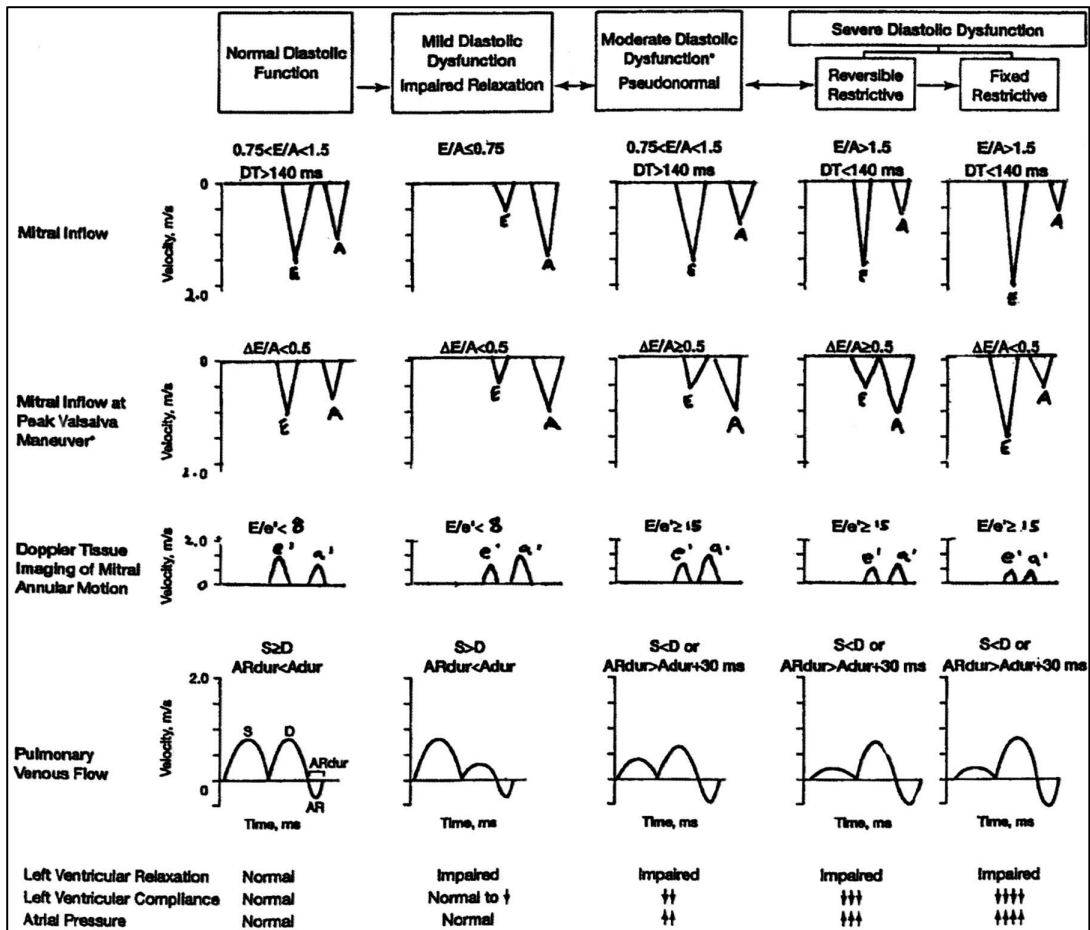 Normal Diastolic
Function
Mild Diastolic
Dysfunction
Impaired Relaxation
Moderate Diastolic
Dysfunction*
Pseudonormal
Severe Diastolic Dysfunction
Reversible
Restrictive
Fixed
Restrictive
Mitral Inflow
Velocity, m/s
0
2.0
0.75<E/A<1.5
DT>140 ms
E
A
E/A≤0.75
E
A
0.75<E/A<1.5
DT>140 ms
E
A
E/A>1.5
DT<140 ms
E
A
E/A>1.5
DT<140 ms
E
A
Mitral Inflow at
Peak Valsalva
Maneuver*
Velocity, m/s
0
1.0
ΔE/A<0.5
E
A
ΔE/A<0.5
E
A
ΔE/A≥0.5
E
A
ΔE/A≥0.5
E
A
ΔE/A<0.5
E
A
Doppler Tissue
Imaging of Mitral
Annular Motion
Velocity, m/s
2.0
0
E/e'< 8
e' a'
E/e'< 8
e' a'
E/e'≥ 15
e' a'
E/e'≥ 15
e' a'
E/e'≥ 15
e' a'
Pulmonary
Venous Flow
Velocity, m/s
2.0
0
S≥D
ARdur<Adur
S
D
ARdur
AR
Time, ms
S>D
ARdur<Adur
Time, ms
S<D or
ARdur>Adur+30 ms
Time, ms
S<D or
ARdur>Adur+30 ms
Time, ms
S<D or
ARdur>Adur+30 ms
Time, ms
Left Ventricular Relaxation Normal Impaired Impaired Impaired Impaired
Left Ventricular Compliance Normal Normal to
Atrial Pressure Normal Normal